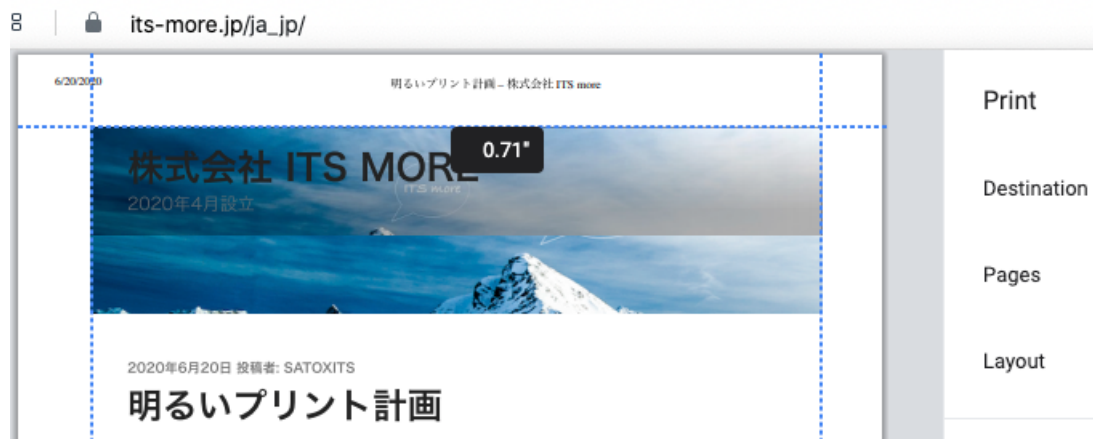 its-more.jp/ja_jp/
6/20/2020
明るいプリント計画 – 株式会社 ITS more
Print
0.71"
株式会社 ITS MORE
ITS more
2020年4月設立
Destination
Pages
Layout
2020年6月20日 投稿者: SATOXITS
明るいプリント計画